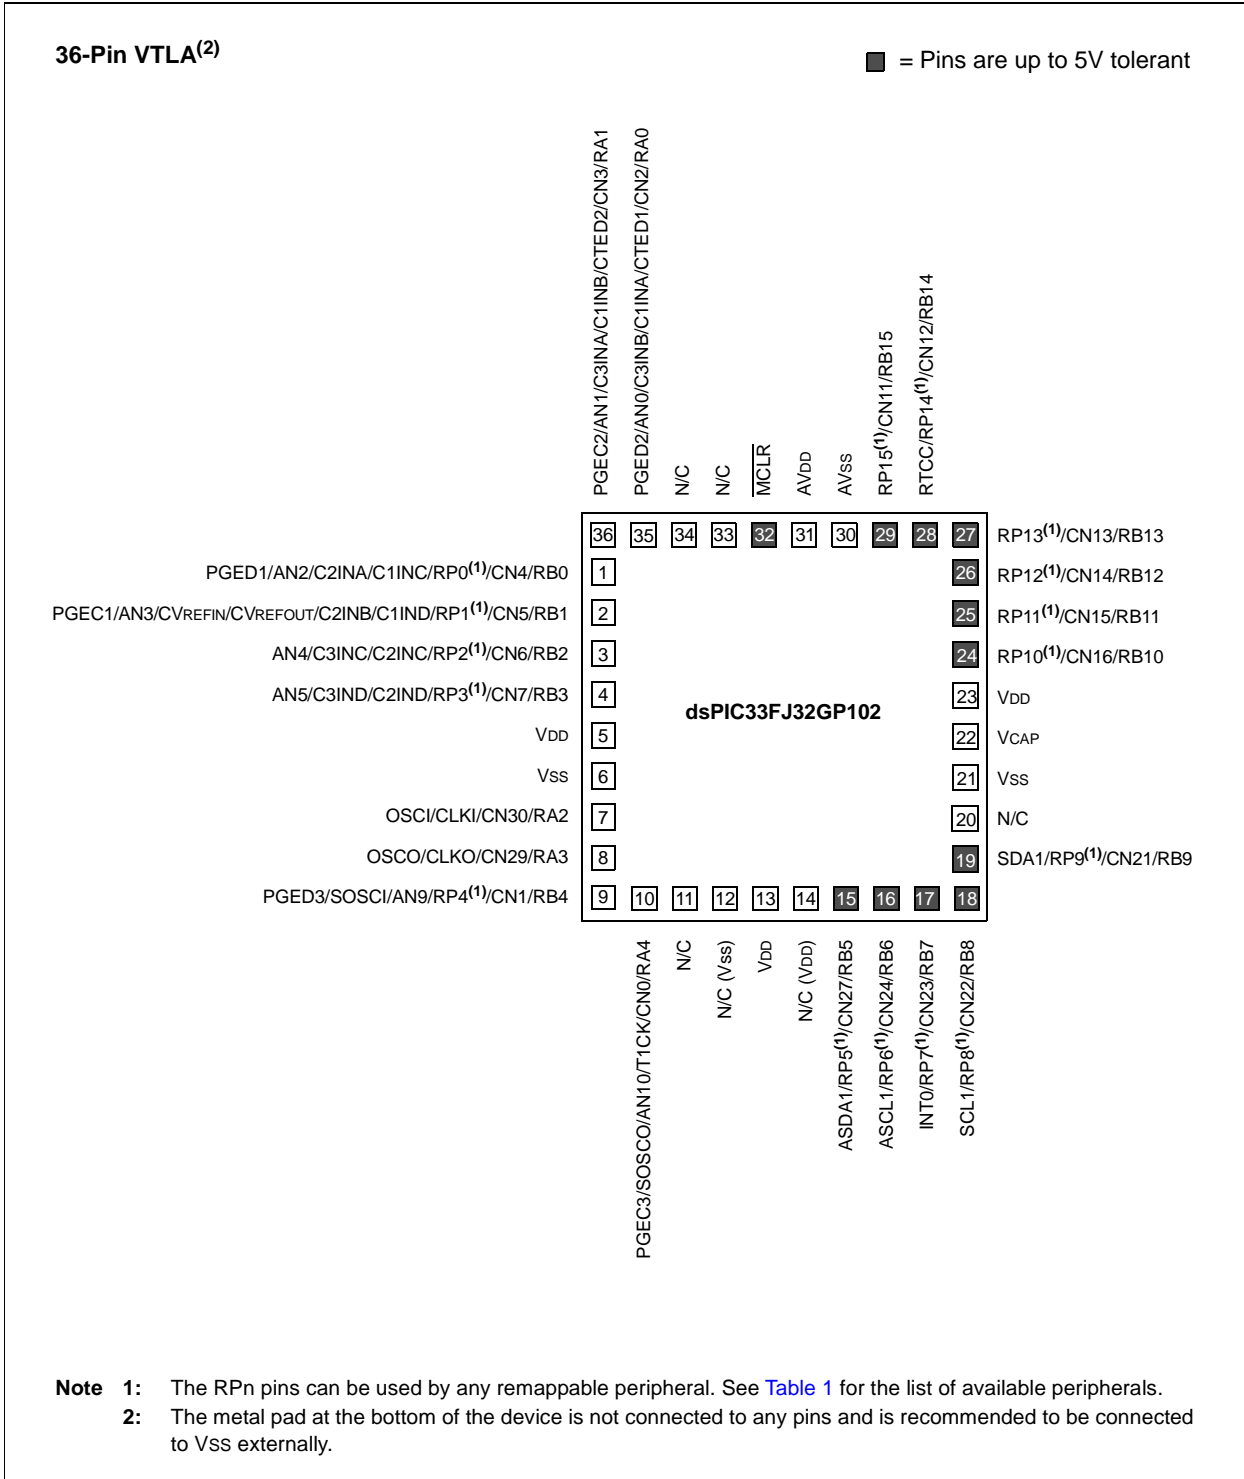 36-Pin VTLA(2)
= Pins are up to 5V tolerant
PGEC2/AN1/C3INA/C1INB/CTED2/CN3/RA1
PGED2/AN0/C3INB/C1INA/CTED1/CN2/RA0
N/C
N/C
MCLR
AVDD
AVSS
RP15(1)/CN11/RB15
RTCC/RP14(1)/CN12/RB14
36 35 34 33 32 31 30 29 28 27 RP13(1)/CN13/RB13
PGED1/AN2/C2INA/C1INC/RP0(1)/CN4/RB0 1 26 RP12(1)/CN14/RB12
PGEC1/AN3/CVREFIN/CVREFOUT/C2INB/C1IND/RP1(1)/CN5/RB1 2 25 RP11(1)/CN15/RB11
AN4/C3INC/C2INC/RP2(1)/CN6/RB2 3 24 RP10(1)/CN16/RB10
AN5/C3IND/C2IND/RP3(1)/CN7/RB3 4 23 VDD
dsPIC33FJ32GP102
VDD 5 22 VCAP
VSS 6 21 VSS
OSCI/CLKI/CN30/RA2 7 20 N/C
OSCO/CLKO/CN29/RA3 8 19 SDA1/RP9(1)/CN21/RB9
PGED3/SOSCI/AN9/RP4(1)/CN1/RB4 9 10 11 12 13 14 15 16 17 18
PGEC3/SOSCO/AN10/T1CK/CN0/RA4
N/C
N/C (VSS)
VDD
N/C (VDD)
ASDA1/RP5(1)/CN27/RB5
ASCL1/RP6(1)/CN24/RB6
INT0/RP7(1)/CN23/RB7
SCL1/RP8(1)/CN22/RB8
Note 1: The RPn pins can be used by any remappable peripheral. See Table 1 for the list of available peripherals.
2: The metal pad at the bottom of the device is not connected to any pins and is recommended to be connected
to VSS externally.